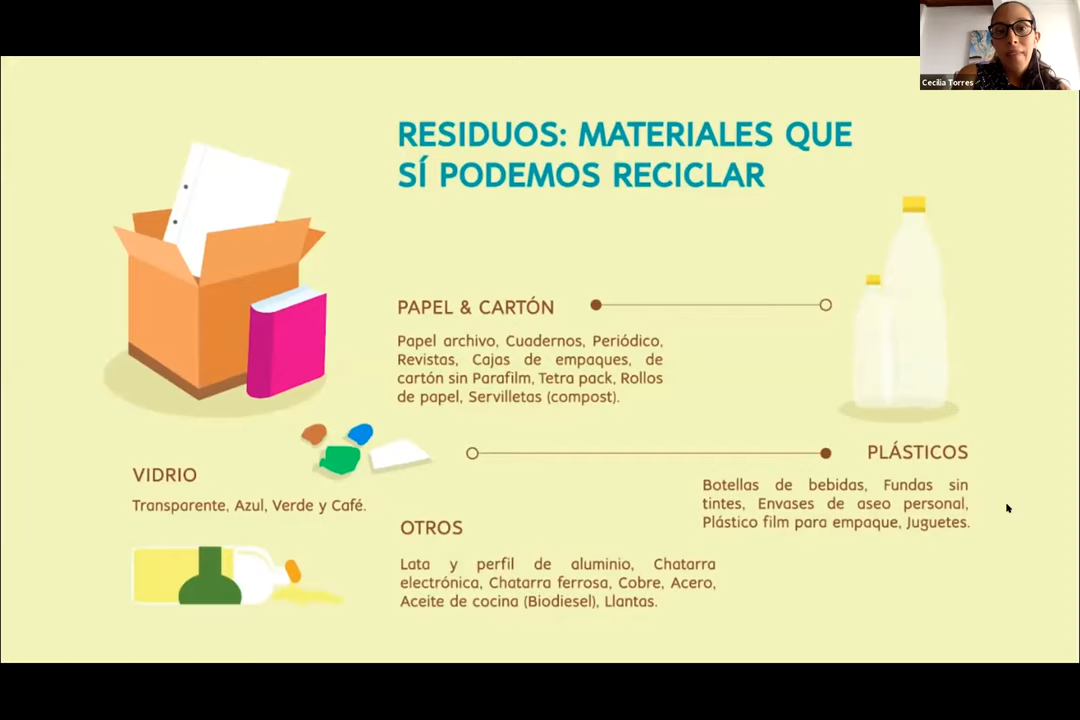 Cecilia Torres
RESIDUOS: MATERIALES QUE
SÍ PODEMOS RECICLAR
PAPEL & CARTÓN
Papel archivo, Cuadernos, Periódico,
Revistas, Cajas de empaques, de
cartón sin Parafilm, Tetra pack, Rollos
de papel, Servilletas (compost).
PLÁSTICOS
Botellas de bebidas, Fundas sin
tintes, Envases de aseo personal,
Plástico film para empaque, Juguetes.
VIDRIO
Transparente, Azul, Verde y Café.
OTROS
Lata y perfil de aluminio, Chatarra
electrónica, Chatarra ferrosa, Cobre, Acero,
Aceite de cocina (Biodiesel), Llantas.